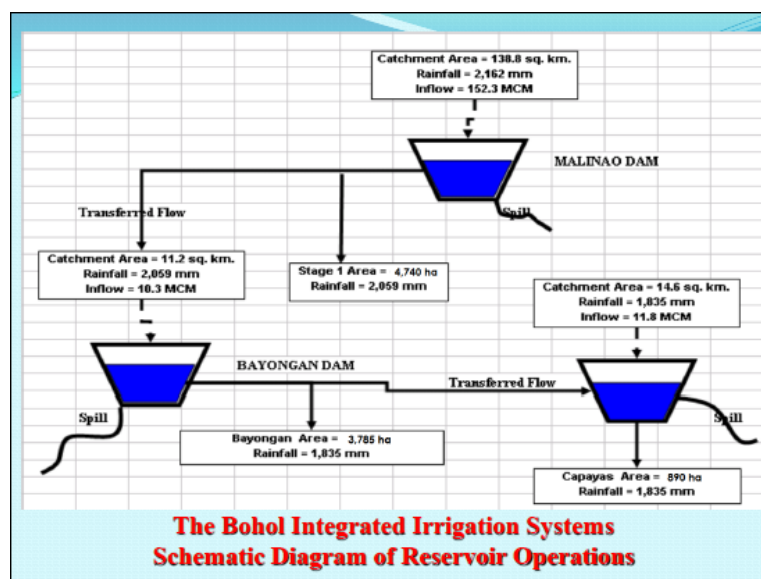 Catchment Area = 138.8 sq. km.
Rainfall = 2,162 mm
Inflow = 152.3 MCM
MALINAO DAM
Spill
Transferred Flow
Catchment Area = 11.2 sq. km.
Rainfall = 2,059 mm
Inflow = 10.3 MCM
Stage 1 Area = 4,740 ha
Rainfall = 2,059 mm
Catchment Area = 14.6 sq. km.
Rainfall = 1,835 mm
Inflow = 11.8 MCM
BAYONGAN DAM
Transferred Flow
Spill
Spill
Bayongan Area = 3,785 ha
Rainfall = 1,835 mm
Capayas Area = 890 ha
Rainfall = 1,835 mm
The Bohol Integrated Irrigation Systems
Schematic Diagram of Reservoir Operations